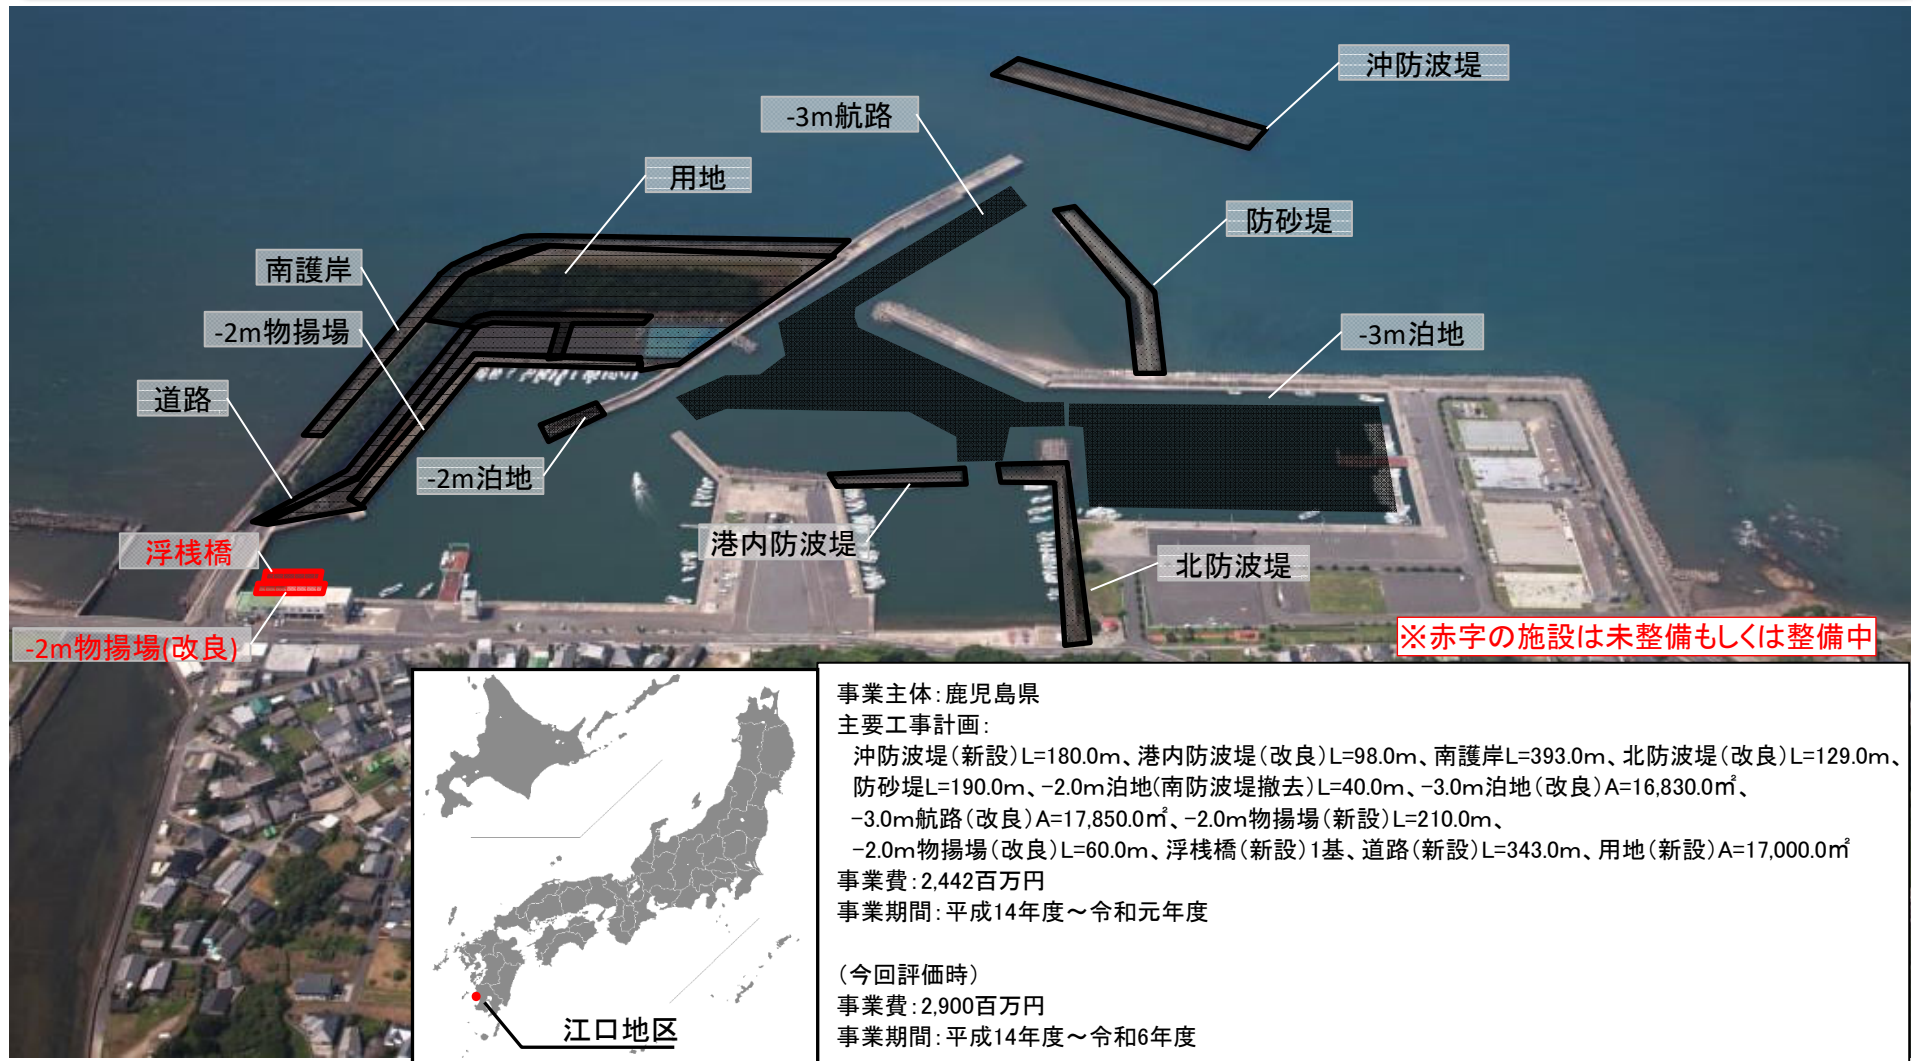 沖防波堤
-3m航路
用地
防砂堤
南護岸
-2m物揚場
-3m泊地
道路
-2m泊地
港内防波堤
浮桟橋
北防波堤
-2m物揚場(改良)
※赤字の施設は未整備もしくは整備中
江口地区
事業主体：鹿児島県
主要工事計画：
沖防波堤（新設）L=180.0m、港内防波堤（改良）L=98.0m、南護岸L=393.0m、北防波堤（改良）L=129.0m、
防砂堤L=190.0m、-2.0m泊地(南防波堤撤去）L=40.0m、-3.0m泊地（改良）A=16,830.0㎡、
-3.0m航路（改良）A=17,850.0㎡、-2.0m物揚場（新設）L=210.0m、
-2.0m物揚場（改良）L=60.0m、浮桟橋（新設）1基、道路（新設）L=343.0m、用地（新設）A=17,000.0㎡
事業費：2,442百万円
事業期間：平成14年度～令和元年度
（今回評価時）
事業費：2,900百万円
事業期間：平成14年度～令和6年度